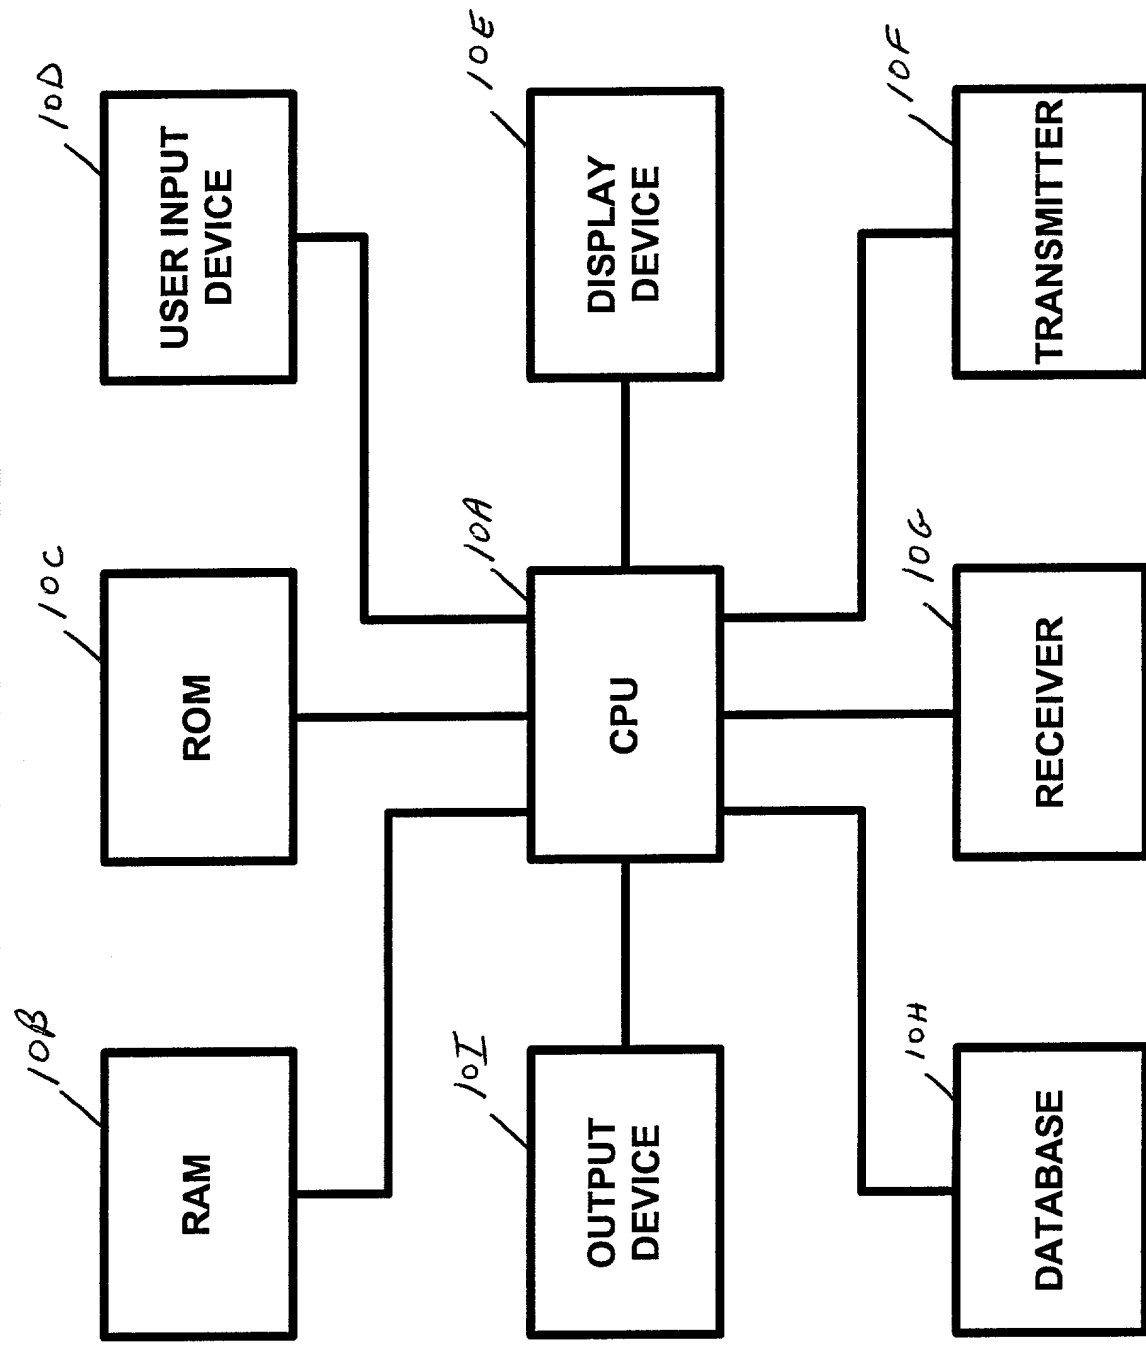 10B
RAM
10C
ROM
10D
USER INPUT
DEVICE
10I
OUTPUT
DEVICE
10A
CPU
10E
DISPLAY
DEVICE
10H
DATABASE
10G
RECEIVER
10F
TRANSMITTER